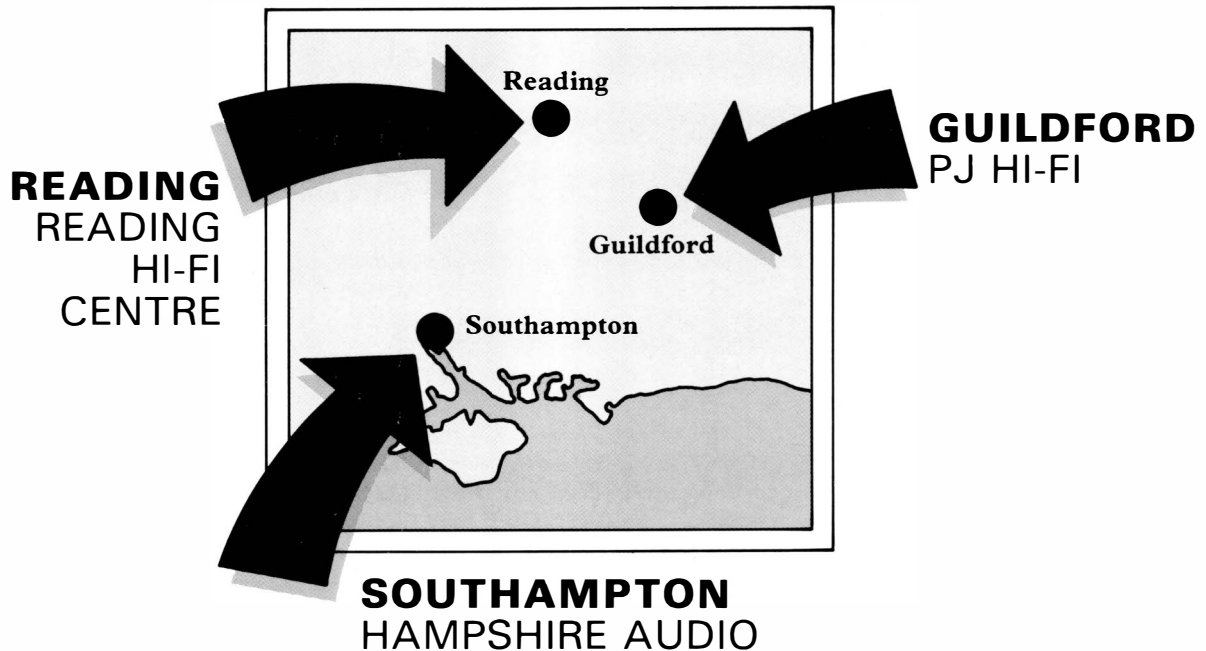 Reading
GUILDFORD
PJ HI-FI
READING
READING
HI-FI
CENTRE
Guildford
Southampton
SOUTHAMPTON
HAMPSHIRE AUDIO